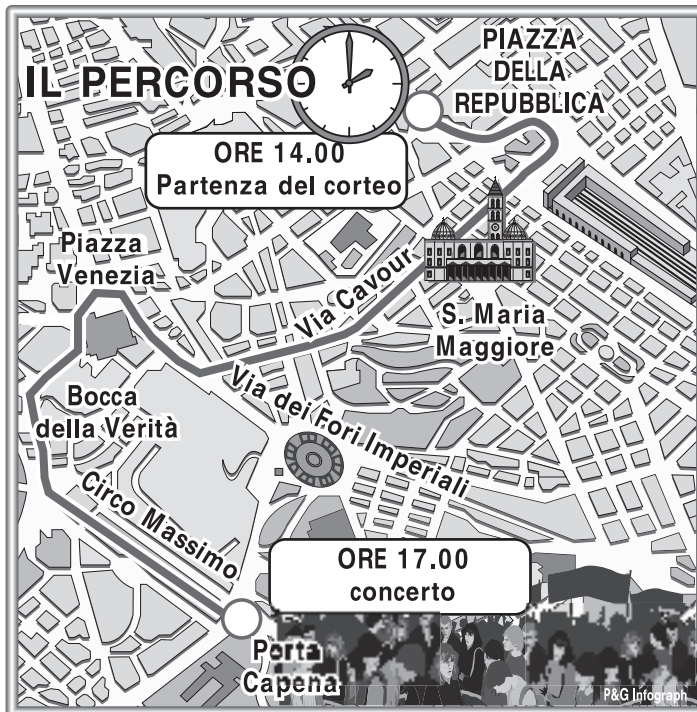 IL PERCORSO
PIAZZA
DELLA
REPUBBLICA
ORE 14.00
Partenza del corteo
Piazza
Venezia
Via Cavour
S. Maria
Maggiore
Via dei Fori Imperiali
Bocca
della Verità
Circo Massimo
ORE 17.00
concerto
Porta
Capena
P&G Infograph